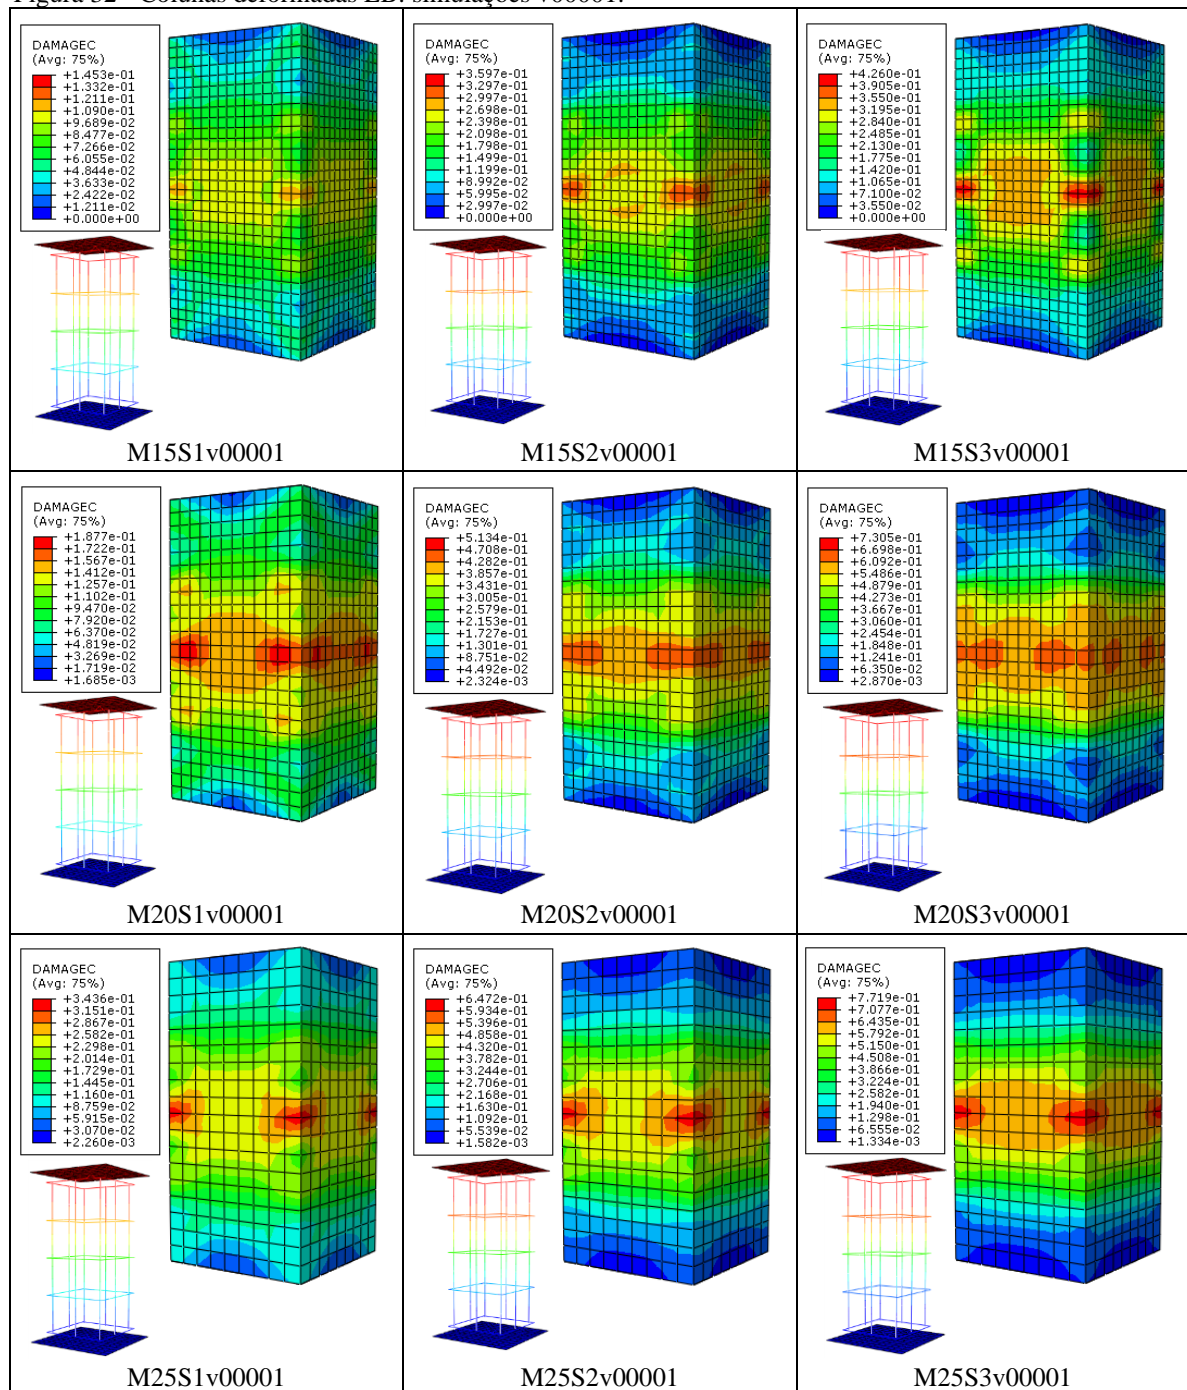 Figura 32 - Colunas deformadas EB: simulações v00001.
DAMAGEC
(Avg: 75%)
+1.453e-01
+1.332e-01
+1.211e-01
+1.090e-01
+9.689e-02
+8.477e-02
+7.266e-02
+6.055e-02
+4.844e-02
+3.633e-02
+2.422e-02
+1.211e-02
+0.000e+00
M15S1v00001
DAMAGEC
(Avg: 75%)
+3.597e-01
+3.297e-01
+2.997e-01
+2.698e-01
+2.398e-01
+2.098e-01
+1.798e-01
+1.499e-01
+1.199e-01
+8.992e-02
+5.995e-02
+2.997e-02
+0.000e+00
M15S2v00001
DAMAGEC
(Avg: 75%)
+4.260e-01
+3.905e-01
+3.550e-01
+3.195e-01
+2.840e-01
+2.485e-01
+2.130e-01
+1.775e-01
+1.420e-01
+1.065e-01
+7.100e-02
+3.550e-02
+0.000e+00
M15S3v00001
DAMAGEC
(Avg: 75%)
+1.877e-01
+1.722e-01
+1.567e-01
+1.412e-01
+1.257e-01
+1.102e-01
+9.470e-02
+7.920e-02
+6.370e-02
+4.819e-02
+3.269e-02
+1.719e-02
+1.685e-03
M20S1v00001
DAMAGEC
(Avg: 75%)
+5.134e-01
+4.708e-01
+4.282e-01
+3.857e-01
+3.431e-01
+3.005e-01
+2.579e-01
+2.153e-01
+1.727e-01
+1.301e-01
+8.751e-02
+4.492e-02
+2.324e-03
M20S2v00001
DAMAGEC
(Avg: 75%)
+7.305e-01
+6.698e-01
+6.092e-01
+5.486e-01
+4.879e-01
+4.273e-01
+3.667e-01
+3.060e-01
+2.454e-01
+1.848e-01
+1.241e-01
+6.350e-02
+2.870e-03
M20S3v00001
DAMAGEC
(Avg: 75%)
+3.436e-01
+3.151e-01
+2.867e-01
+2.582e-01
+2.298e-01
+2.014e-01
+1.729e-01
+1.445e-01
+1.160e-01
+8.759e-02
+5.915e-02
+3.070e-02
+2.260e-03
M25S1v00001
DAMAGEC
(Avg: 75%)
+6.472e-01
+5.934e-01
+5.396e-01
+4.858e-01
+4.320e-01
+3.782e-01
+3.244e-01
+2.706e-01
+2.168e-01
+1.630e-01
+1.092e-01
+5.539e-02
+1.582e-03
M25S2v00001
DAMAGEC
(Avg: 75%)
+7.719e-01
+7.077e-01
+6.435e-01
+5.792e-01
+5.150e-01
+4.508e-01
+3.866e-01
+3.224e-01
+2.582e-01
+1.940e-01
+1.298e-01
+6.555e-02
+1.334e-03
M25S3v00001